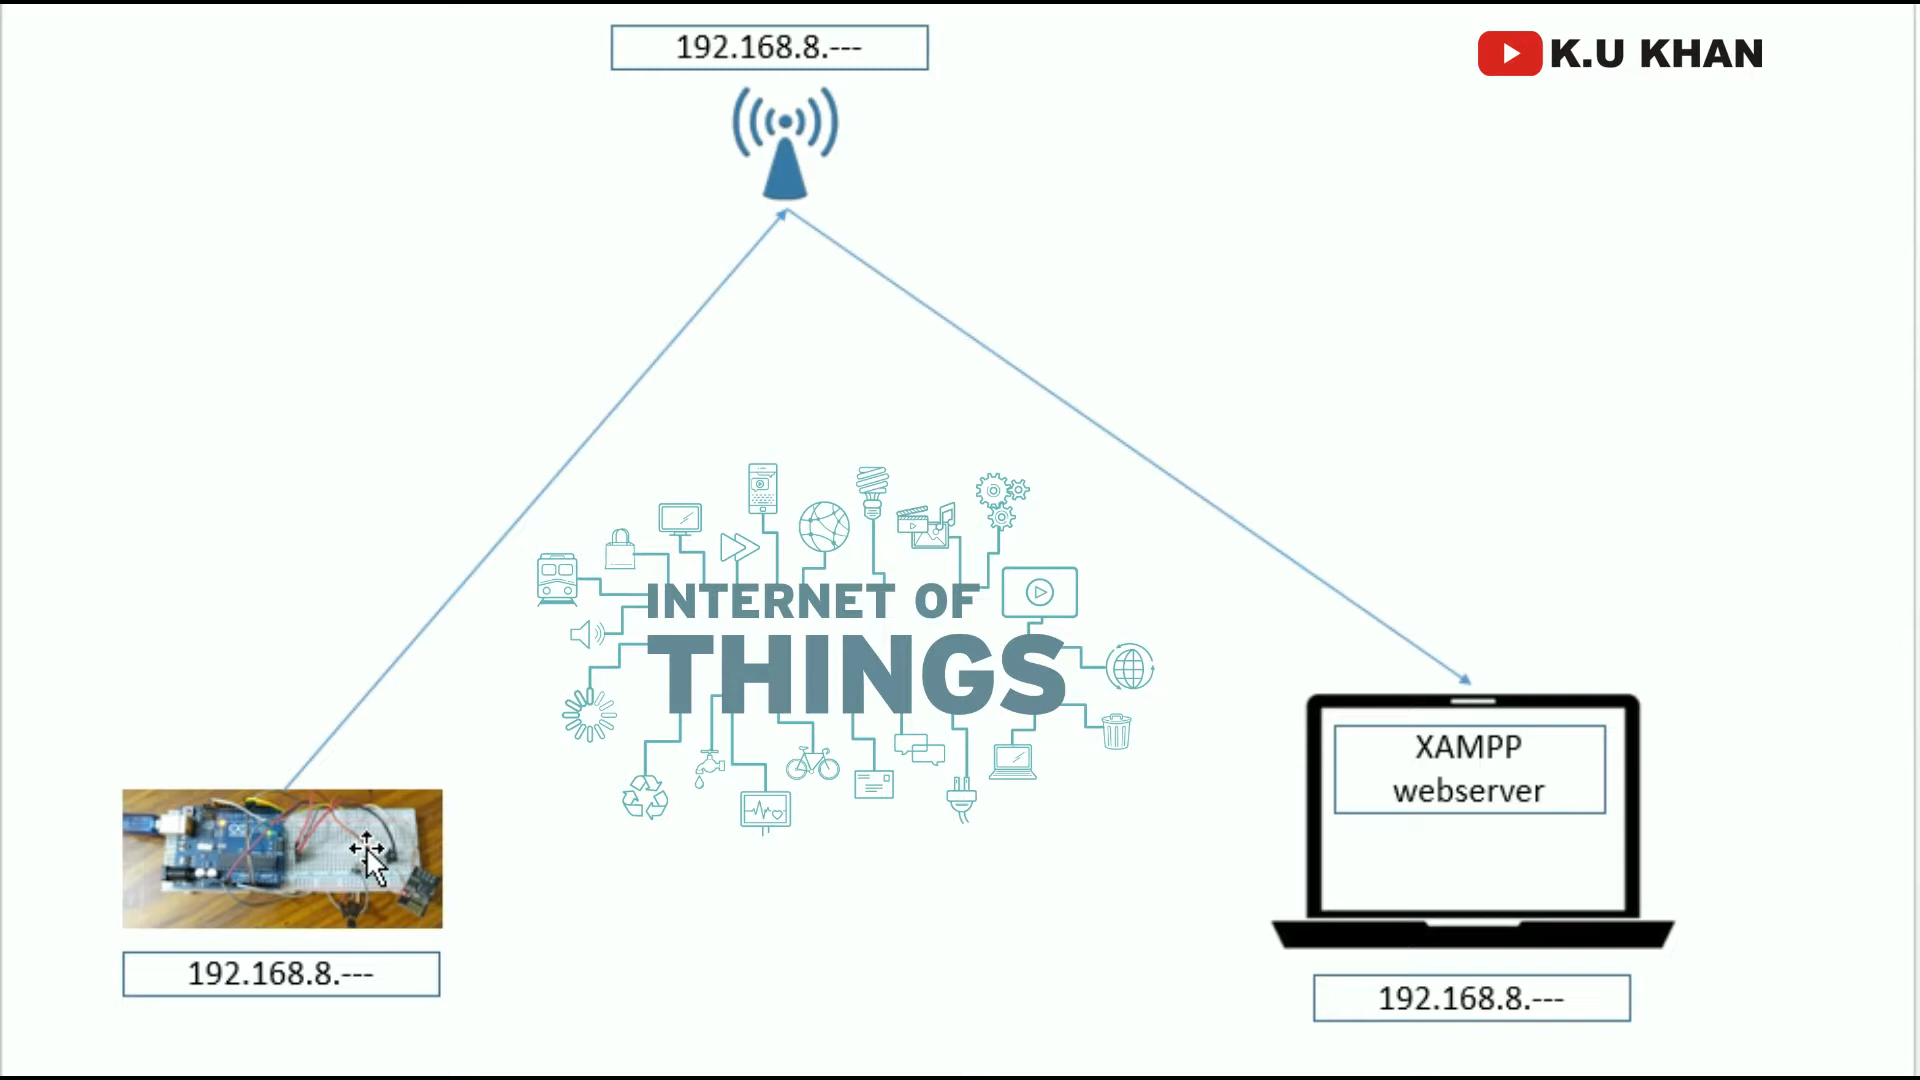 192.168.8.---
K.U KHAN
INTERNET OF
THINGS
XAMPP
webserver
192.168.8.---
192.168.8.---